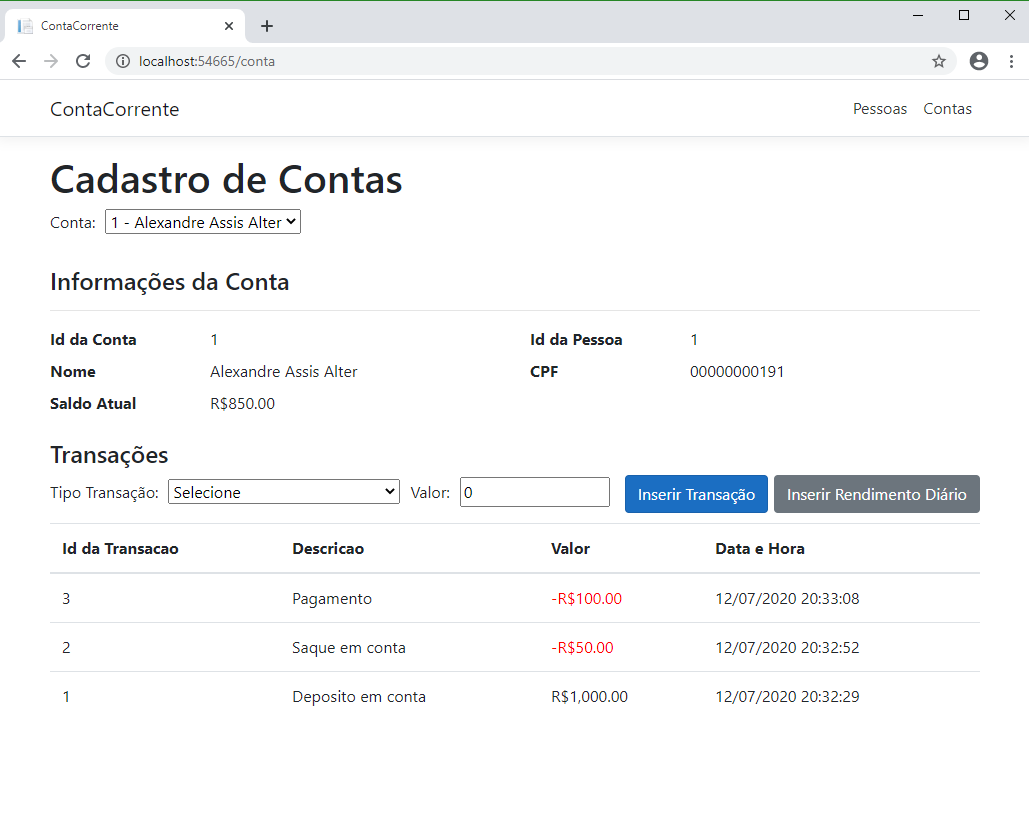 ContaCorrente
localhost:54665/conta
ContaCorrente Pessoas Contas
Cadastro de Contas
Conta: 1 - Alexandre Assis Alter
Informações da Conta
Id da Conta 1 Id da Pessoa 1
Nome Alexandre Assis Alter CPF 00000000191
Saldo Atual R$850.00
Transações
Tipo Transação: Selecione Valor: 0 Inserir Transação Inserir Rendimento Diário
Id da Transacao Descricao Valor Data e Hora
3 Pagamento -R$100.00 12/07/2020 20:33:08
2 Saque em conta -R$50.00 12/07/2020 20:32:52
1 Deposito em conta R$1,000.00 12/07/2020 20:32:29